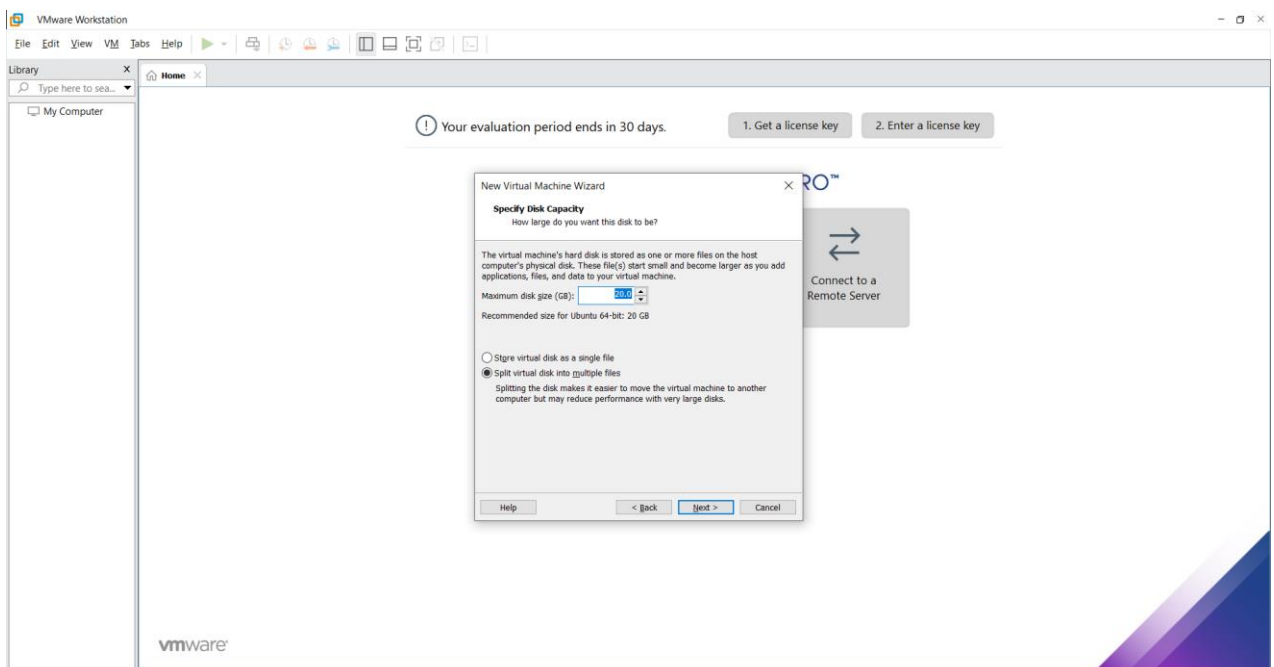 VMware Workstation
File Edit View VM Tabs Help
Library X
Type here to sea...
My Computer
Home
Your evaluation period ends in 30 days.
1. Get a license key
2. Enter a license key
RO™
New Virtual Machine Wizard
Specify Disk Capacity
How large do you want this disk to be?
The virtual machine's hard disk is stored as one or more files on the host
computer's physical disk. These file(s) start small and become larger as you add
applications, files, and data to your virtual machine.
Maximum disk size (GB): 20.0
Recommended size for Ubuntu 64-bit: 20 GB
Store virtual disk as a single file
Split virtual disk into multiple files
Splitting the disk makes it easier to move the virtual machine to another
computer but may reduce performance with very large disks.
Help < Back Next > Cancel
Connect to a
Remote Server
vmware